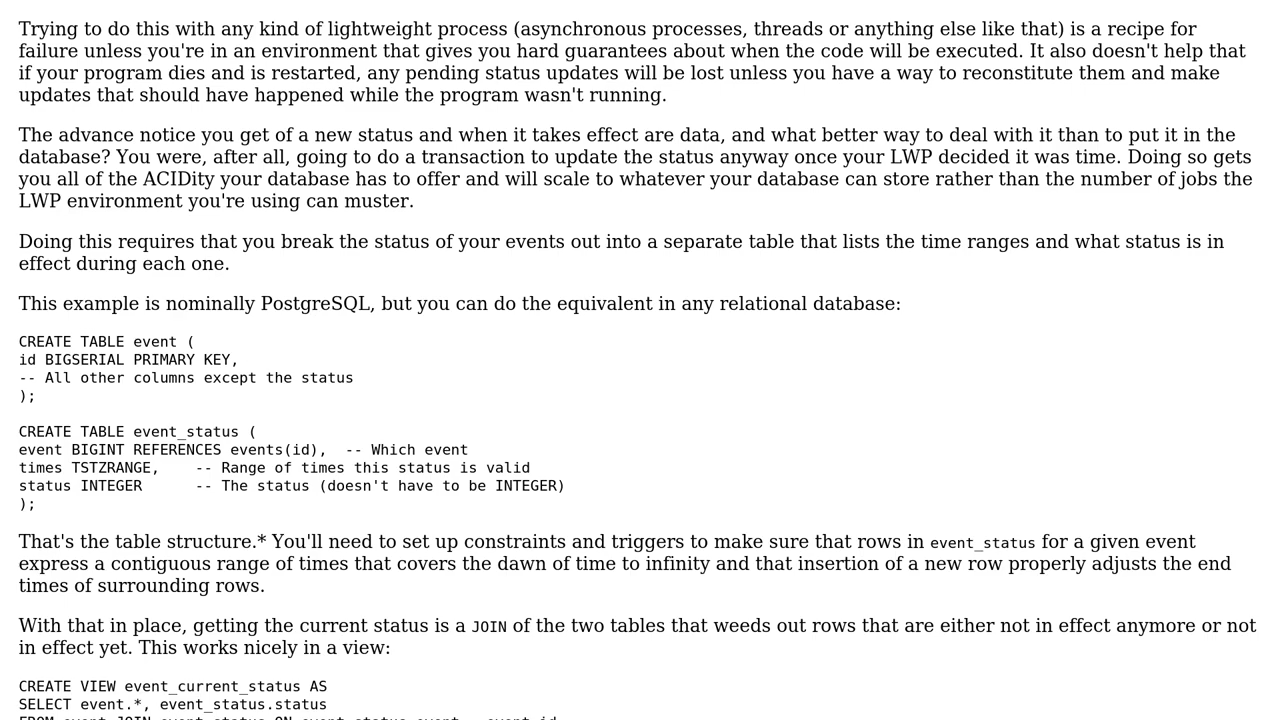 Trying to do this with any kind of lightweight process (asynchronous processes, threads or anything else like that) is a recipe for
failure unless you're in an environment that gives you hard guarantees about when the code will be executed. It also doesn't help that
if your program dies and is restarted, any pending status updates will be lost unless you have a way to reconstitute them and make
updates that should have happened while the program wasn't running.
The advance notice you get of a new status and when it takes effect are data, and what better way to deal with it than to put it in the
database? You were, after all, going to do a transaction to update the status anyway once your LWP decided it was time. Doing so gets
you all of the ACIDity your database has to offer and will scale to whatever your database can store rather than the number of jobs the
LWP environment you're using can muster.
Doing this requires that you break the status of your events out into a separate table that lists the time ranges and what status is in
effect during each one.
This example is nominally PostgreSQL, but you can do the equivalent in any relational database:
CREATE TABLE event (
id BIGSERIAL PRIMARY KEY,
-- All other columns except the status
);
CREATE TABLE event_status (
event BIGINT REFERENCES events(id),  -- Which event
times TSTZRANGE,    -- Range of times this status is valid
status INTEGER      -- The status (doesn't have to be INTEGER)
);
That's the table structure.* You'll need to set up constraints and triggers to make sure that rows in event_status for a given event
express a contiguous range of times that covers the dawn of time to infinity and that insertion of a new row properly adjusts the end
times of surrounding rows.
With that in place, getting the current status is a JOIN of the two tables that weeds out rows that are either not in effect anymore or not
in effect yet. This works nicely in a view:
CREATE VIEW event_current_status AS
SELECT event.*, event_status.status
FROM event JOIN event_status ON event_status.event = event.id